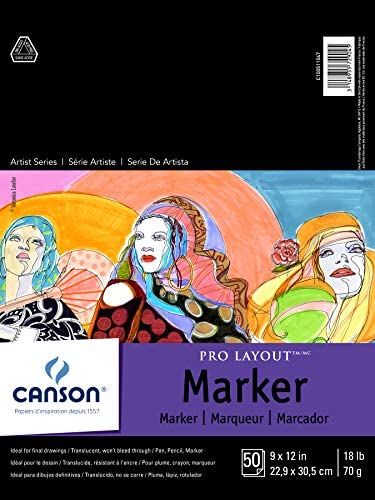 SANS ACIDE
Artist Series | Série Artiste | Serie De Artista
PRO LAYOUT™/MC
Marker
Marker | Marqueur | Marcador
CANSON®
Papiers d'inspiration depuis 1557
Ideal for final drawings / Translucent, won't bleed through / Pen, Pencil, Marker
Idéal pour le dessin / Translucide, résistant à l'encre / Pour plume, crayon, marqueur
Ideal para dibujos definitivos / Translúcido, no se corre / Plano, Pluma, lápiz, rotulador
50
9 x 12 in
22,9 x 30,5 cm
18 lb
70 g